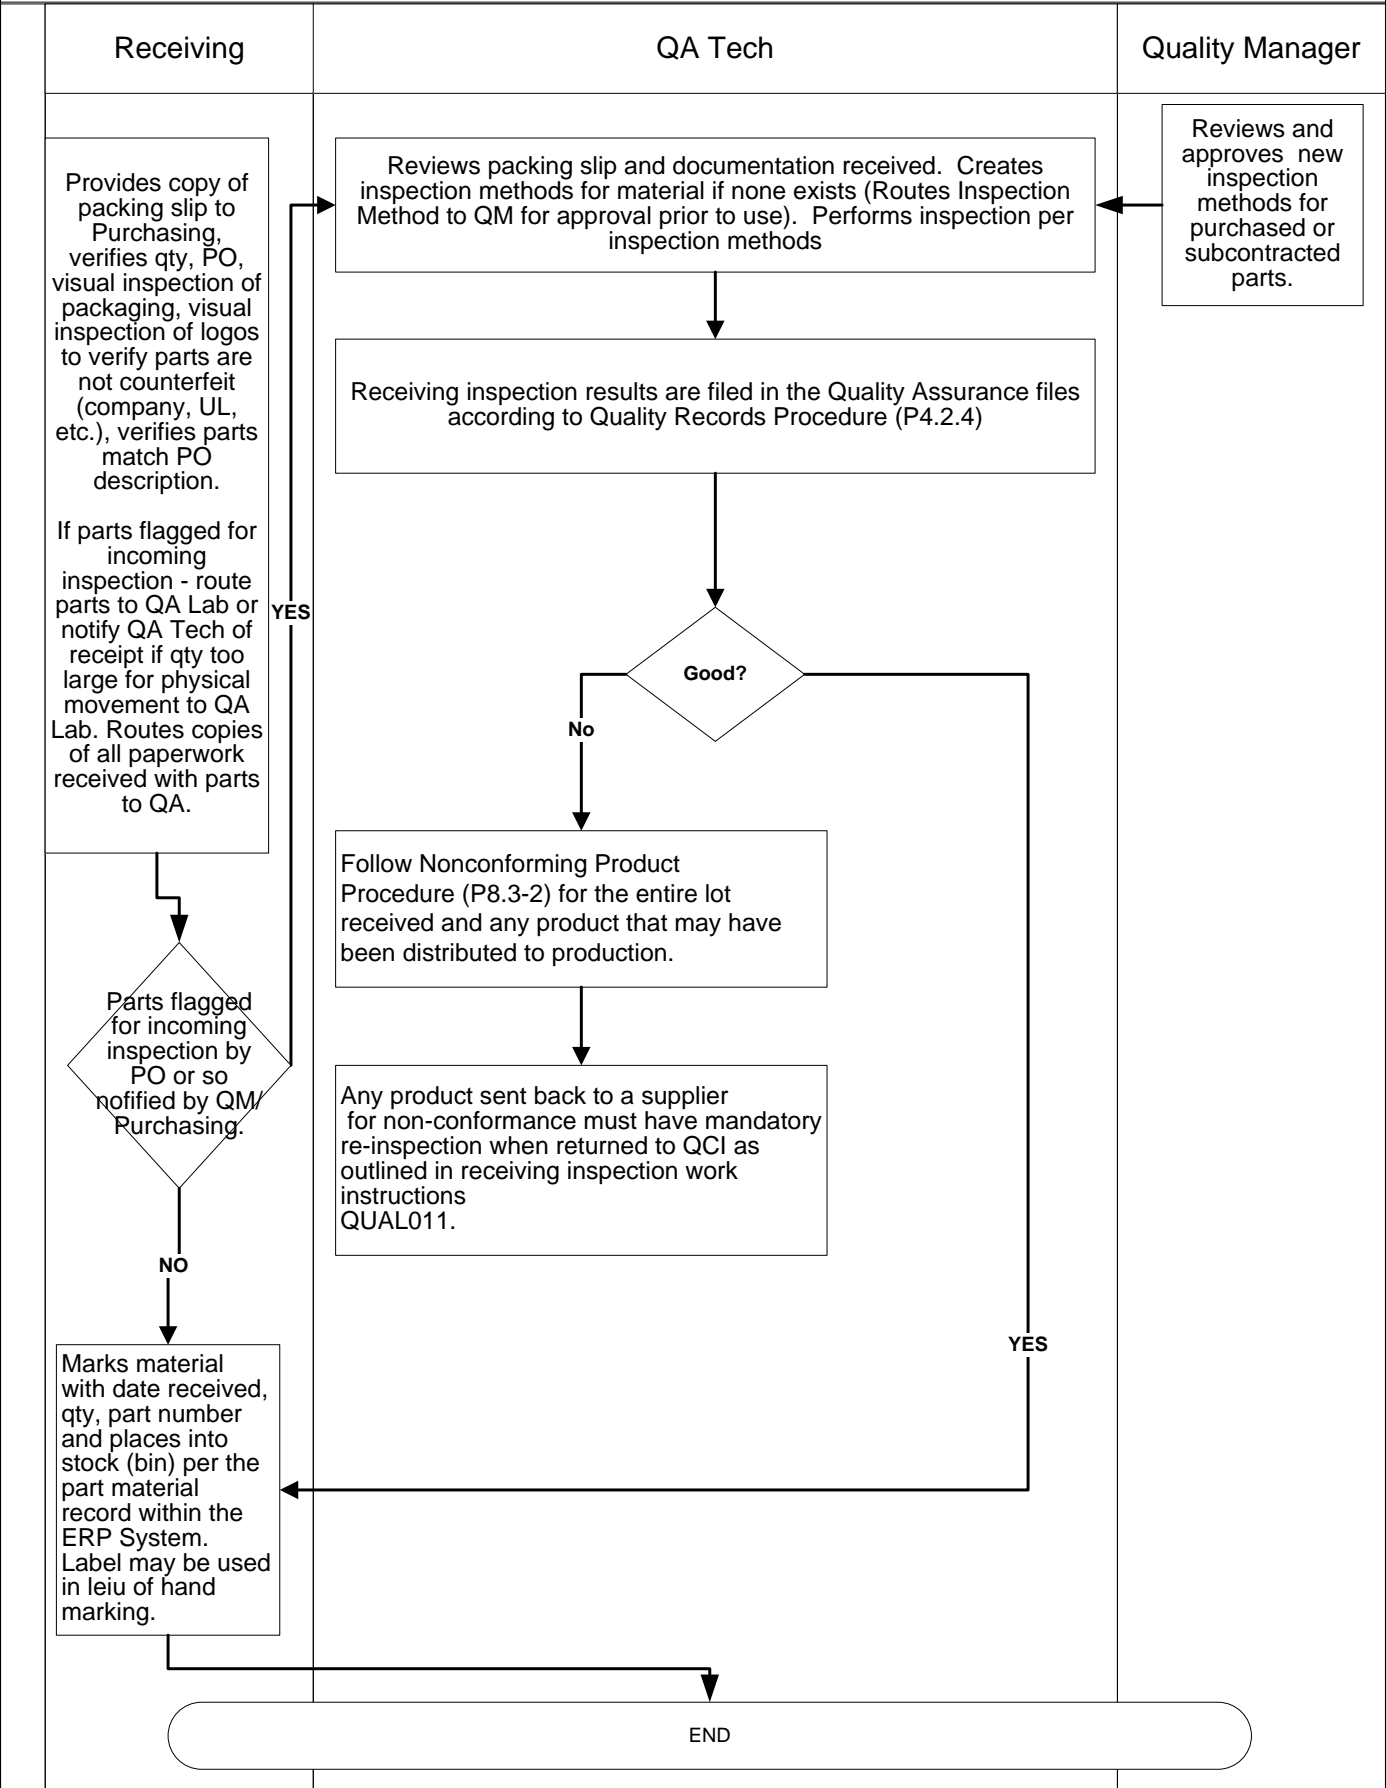 Receiving
QA Tech
Quality Manager
Provides copy of
packing slip to
Purchasing,
verifies qty, PO,
visual inspection of
packaging, visual
inspection of logos
to verify parts are
not counterfeit
(company, UL,
etc.), verifies parts
match PO
description.
If parts flagged for
incoming
inspection - route
parts to QA Lab or
notify QA Tech of
receipt if qty too
large for physical
movement to QA
Lab. Routes copies
of all paperwork
received with parts
to QA.
YES
Reviews packing slip and documentation received.  Creates
inspection methods for material if none exists (Routes Inspection
Method to QM for approval prior to use).  Performs inspection per
inspection methods
Reviews and
approves  new
inspection
methods for
purchased or
subcontracted
parts.
Receiving inspection results are filed in the Quality Assurance files
according to Quality Records Procedure (P4.2.4)
Good?
No
Follow Nonconforming Product
Procedure (P8.3-2) for the entire lot
received and any product that may have
been distributed to production.
Parts flagged
for incoming
inspection by
PO or so
nofified by QM/
Purchasing.
Any product sent back to a supplier
for non-conformance must have mandatory
re-inspection when returned to QCI as
outlined in receiving inspection work
instructions
QUAL011.
NO
YES
Marks material
with date received,
qty, part number
and places into
stock (bin) per the
part material
record within the
ERP System.
Label may be used
in leiu of hand
marking.
END